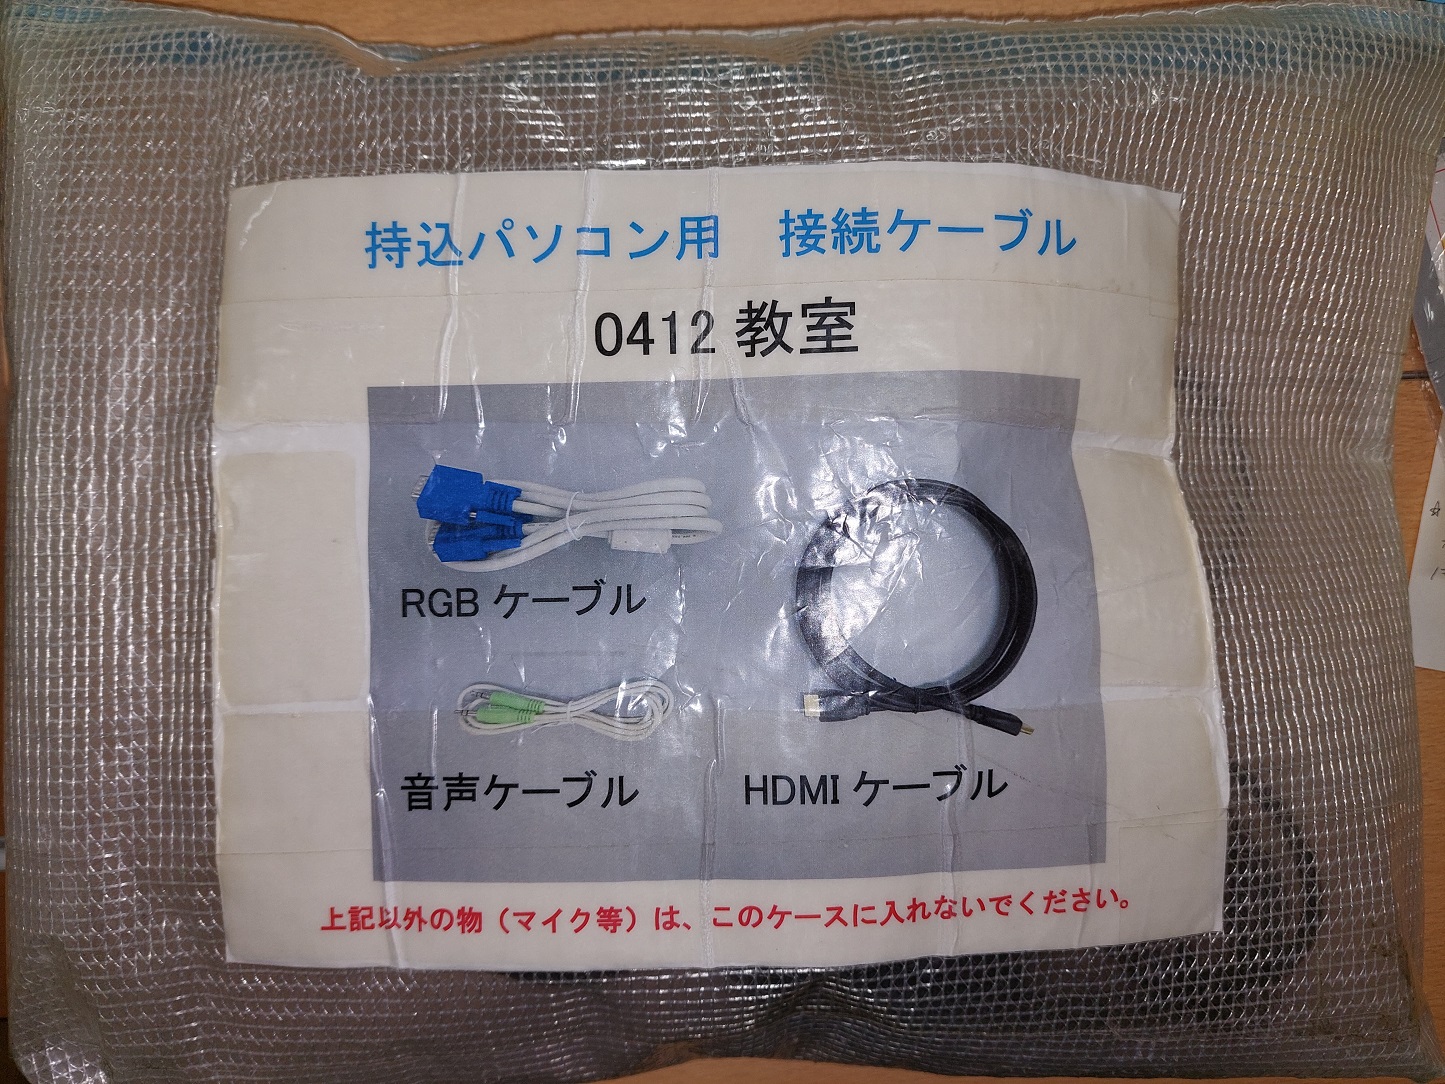 持込パソコン用　接続ケーブル
0412 教室
RGB ケーブル
音声ケーブル
HDMI ケーブル
上記以外の物（マイク等）は、このケースに入れないでください。